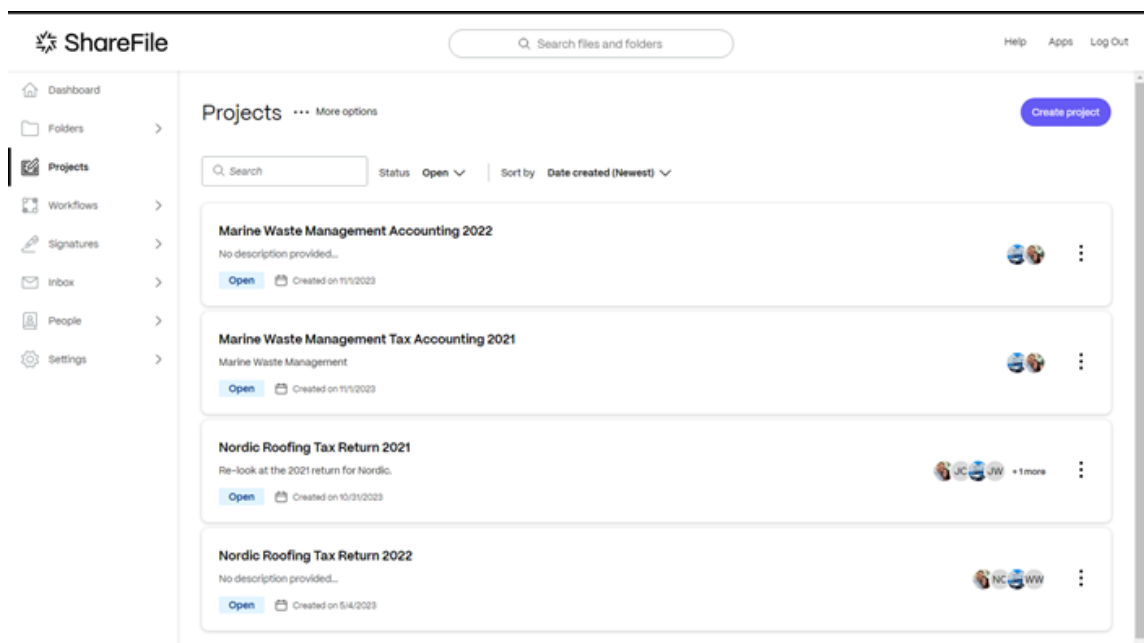 ShareFile
Search files and folders
Help Apps Log Out
Dashboard
Folders
Projects
Workflows
Signatures
Inbox
People
Settings
Projects ••• More options
Create project
Search
Status Open
Sort by Date created (Newest)
Marine Waste Management Accounting 2022
No description provided...
Open Created on 11/1/2023
Marine Waste Management Tax Accounting 2021
Marine Waste Management
Open Created on 11/1/2023
Nordic Roofing Tax Return 2021
Re-look at the 2021 return for Nordic.
JC JW +1 more
Open Created on 10/31/2023
Nordic Roofing Tax Return 2022
No description provided...
NC WW
Open Created on 5/4/2023